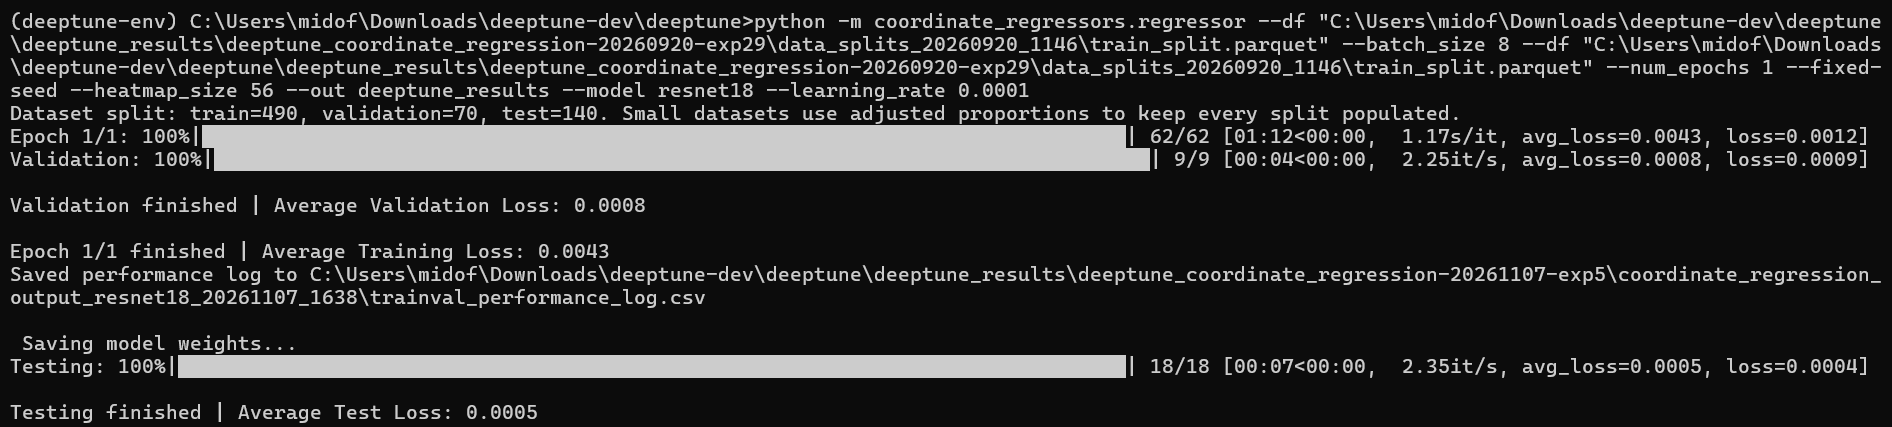 (deeptune-env) C:\Users\midof\Downloads\deeptune-dev\deeptune>python -m coordinate_regressors.regressor --df "C:\Users\midof\Downloads\deeptune-dev\deeptune
\deeptune_results\deeptune_coordinate_regression-20260920-exp29\data_splits_20260920_1146\train_split.parquet" --batch_size 8 --df "C:\Users\midof\Downloads
\deeptune-dev\deeptune\deeptune_results\deeptune_coordinate_regression-20260920-exp29\data_splits_20260920_1146\train_split.parquet" --num_epochs 1 --fixed-
seed --heatmap_size 56 --out deeptune_results --model resnet18 --learning_rate 0.0001
Dataset split: train=490, validation=70, test=140. Small datasets use adjusted proportions to keep every split populated.
Epoch 1/1: 100%|| 62/62 [01:12<00:00,  1.17s/it, avg_loss=0.0043, loss=0.0012]
Validation: 100%|| 9/9 [00:04<00:00,  2.25it/s, avg_loss=0.0008, loss=0.0009]
Validation finished | Average Validation Loss: 0.0008
Epoch 1/1 finished | Average Training Loss: 0.0043
Saved performance log to C:\Users\midof\Downloads\deeptune-dev\deeptune\deeptune_results\deeptune_coordinate_regression-20261107-exp5\coordinate_regression_
output_resnet18_20261107_1638\trainval_performance_log.csv
Saving model weights...
Testing: 100%|| 18/18 [00:07<00:00,  2.35it/s, avg_loss=0.0005, loss=0.0004]
Testing finished | Average Test Loss: 0.0005